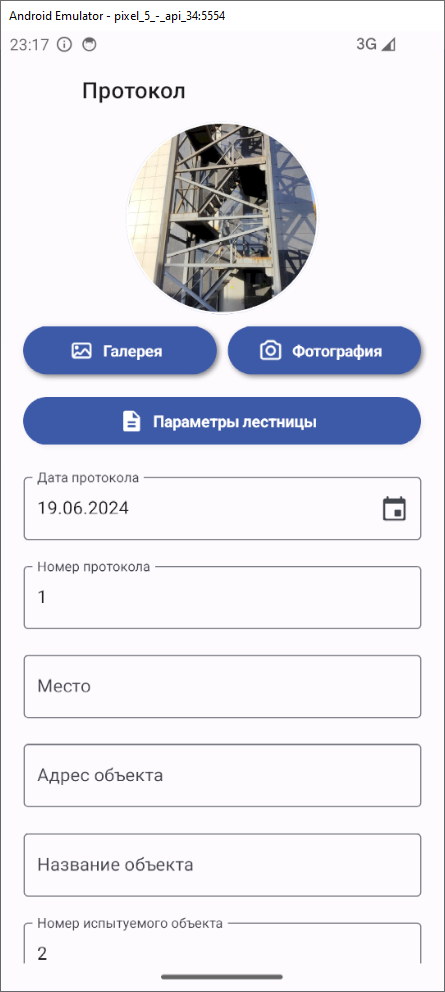 Android Emulator - pixel_5_-_api_34:5554
23:17 3G
Протокол
Галерея Фотография
Параметры лестницы
Дата протокола
19.06.2024
Номер протокола
1
Место
Адрес объекта
Название объекта
Номер испытуемого объекта
2